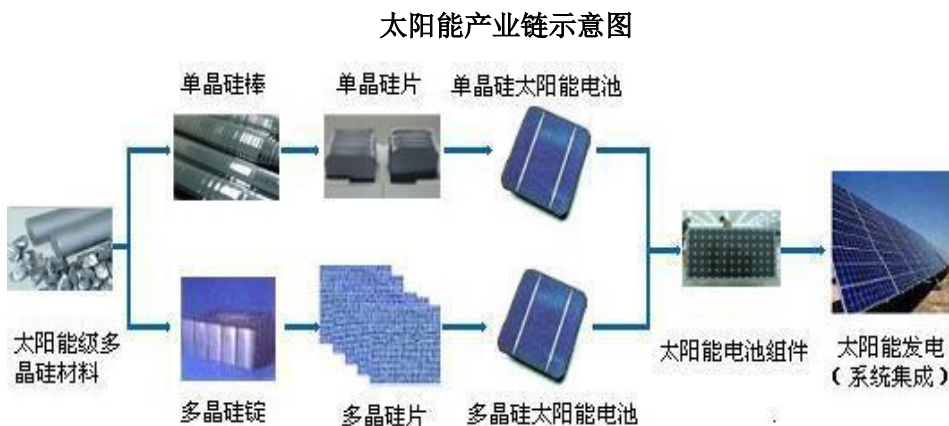 太阳能产业链示意图
单晶硅棒
单晶硅片
单晶硅太阳能电池
太阳能级多
晶硅材料
多晶硅锭
多晶硅片
多晶硅太阳能电池
太阳能电池组件
太阳能发电
（系统集成）